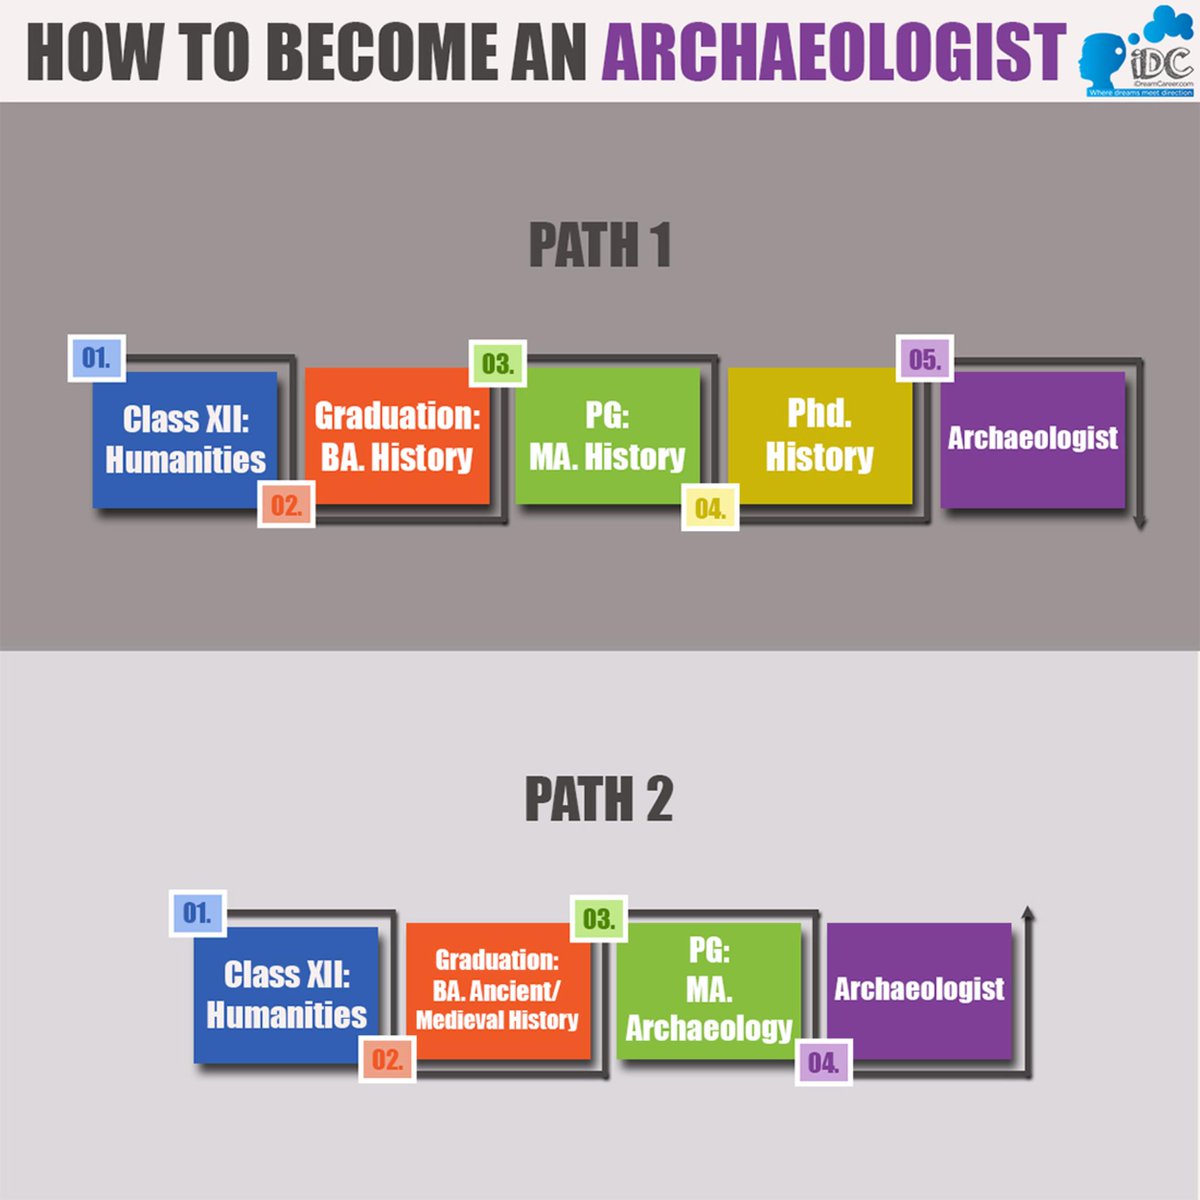 HOW TO BECOME AN ARCHAEOLOGIST
iDC
iDreamCareer.com
Where dreams meet direction
PATH 1
01.
Class XII:
Humanities
02.
Graduation:
BA. History
03.
PG:
MA. History
04.
Phd.
History
05.
Archaeologist
PATH 2
01.
Class XII:
Humanities
02.
Graduation:
BA. Ancient/
Medieval History
03.
PG:
MA.
Archaeology
04.
Archaeologist